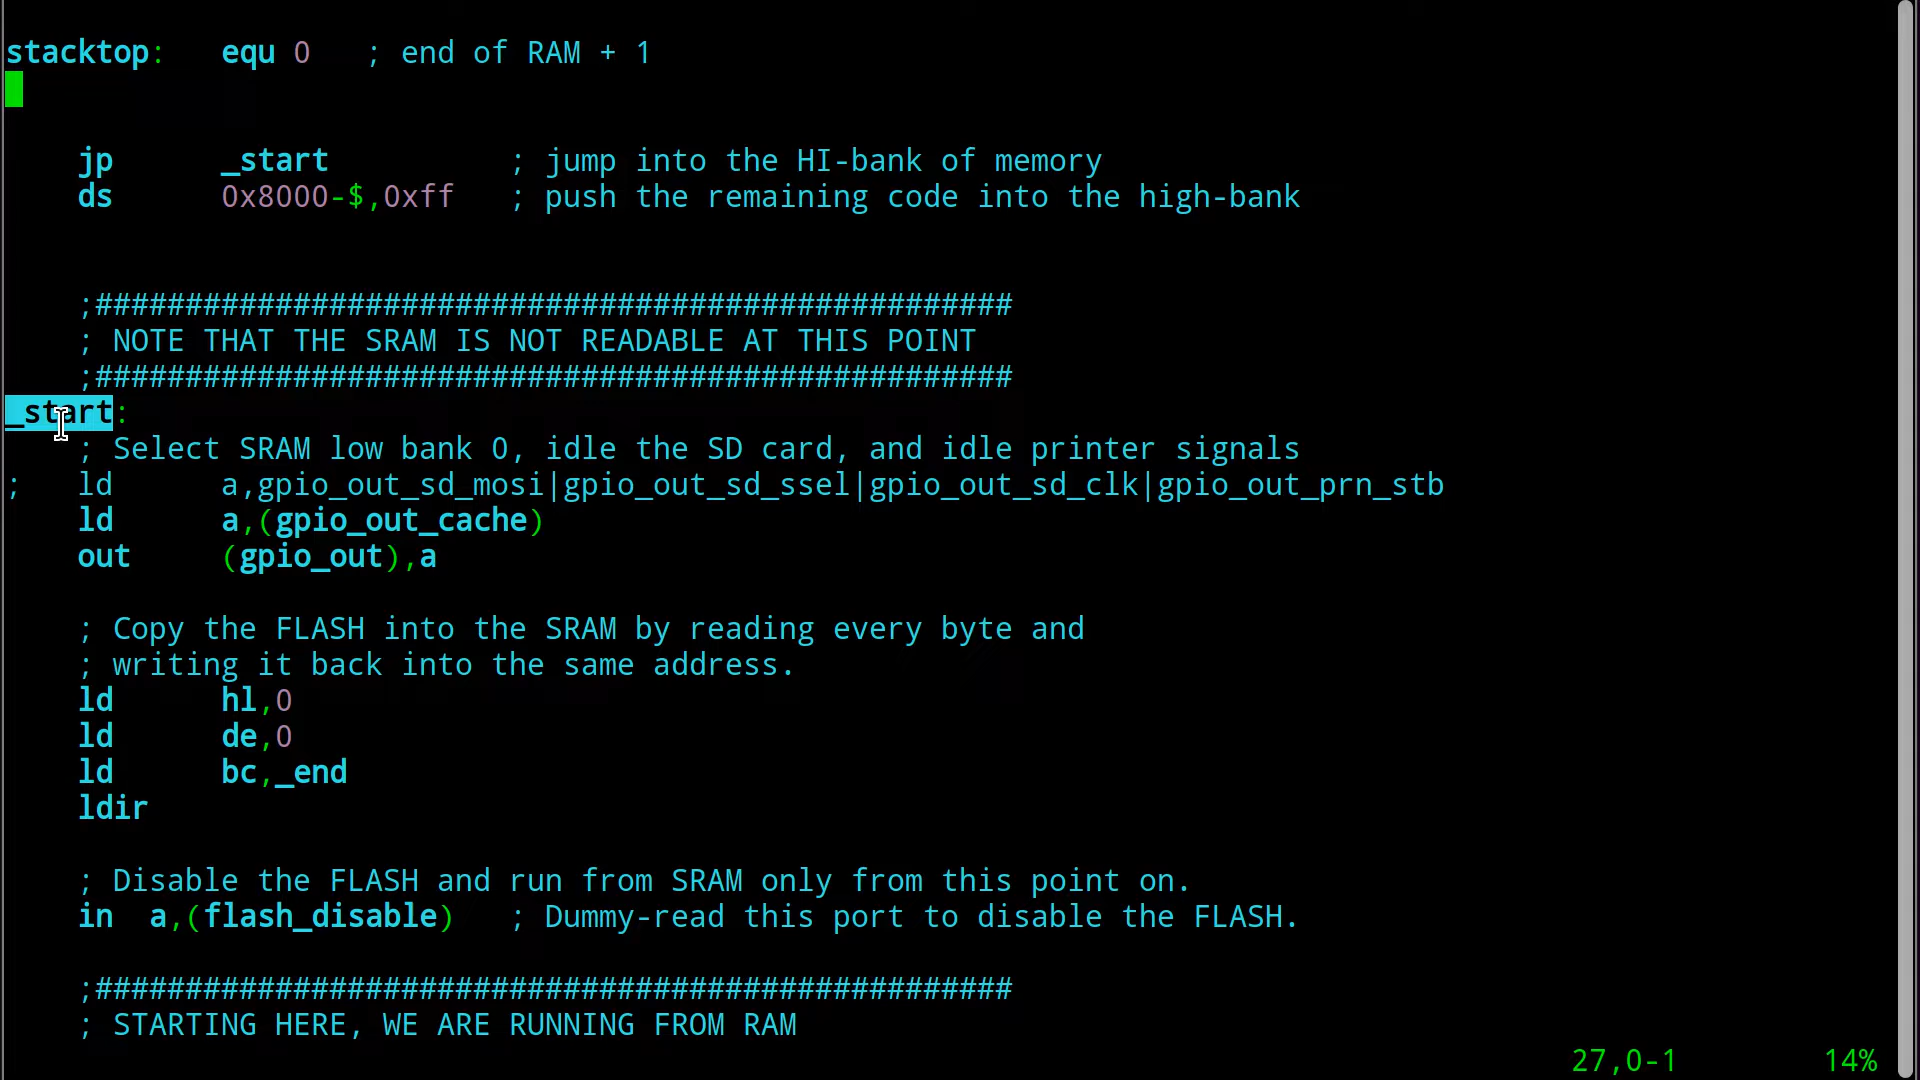 stacktop:   equ 0   ; end of RAM + 1
    jp      _start          ; jump into the HI-bank of memory
    ds      0x8000-$,0xff   ; push the remaining code into the high-bank
    ;###################################################
    ; NOTE THAT THE SRAM IS NOT READABLE AT THIS POINT
    ;###################################################
_start:
    ; Select SRAM low bank 0, idle the SD card, and idle printer signals
;   ld      a,gpio_out_sd_mosi|gpio_out_sd_ssel|gpio_out_sd_clk|gpio_out_prn_stb
    ld      a,(gpio_out_cache)
    out     (gpio_out),a
    ; Copy the FLASH into the SRAM by reading every byte and
    ; writing it back into the same address.
    ld      hl,0
    ld      de,0
    ld      bc,_end
    ldir
    ; Disable the FLASH and run from SRAM only from this point on.
    in  a,(flash_disable)   ; Dummy-read this port to disable the FLASH.
    ;###################################################
    ; STARTING HERE, WE ARE RUNNING FROM RAM
27,0-1        14%